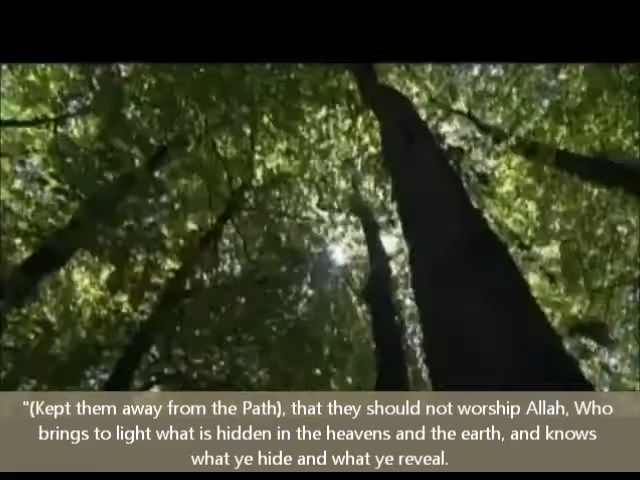 "(Kept them away from the Path), that they should not worship Allah, Who
brings to light what is hidden in the heavens and the earth, and knows
what ye hide and what ye reveal.